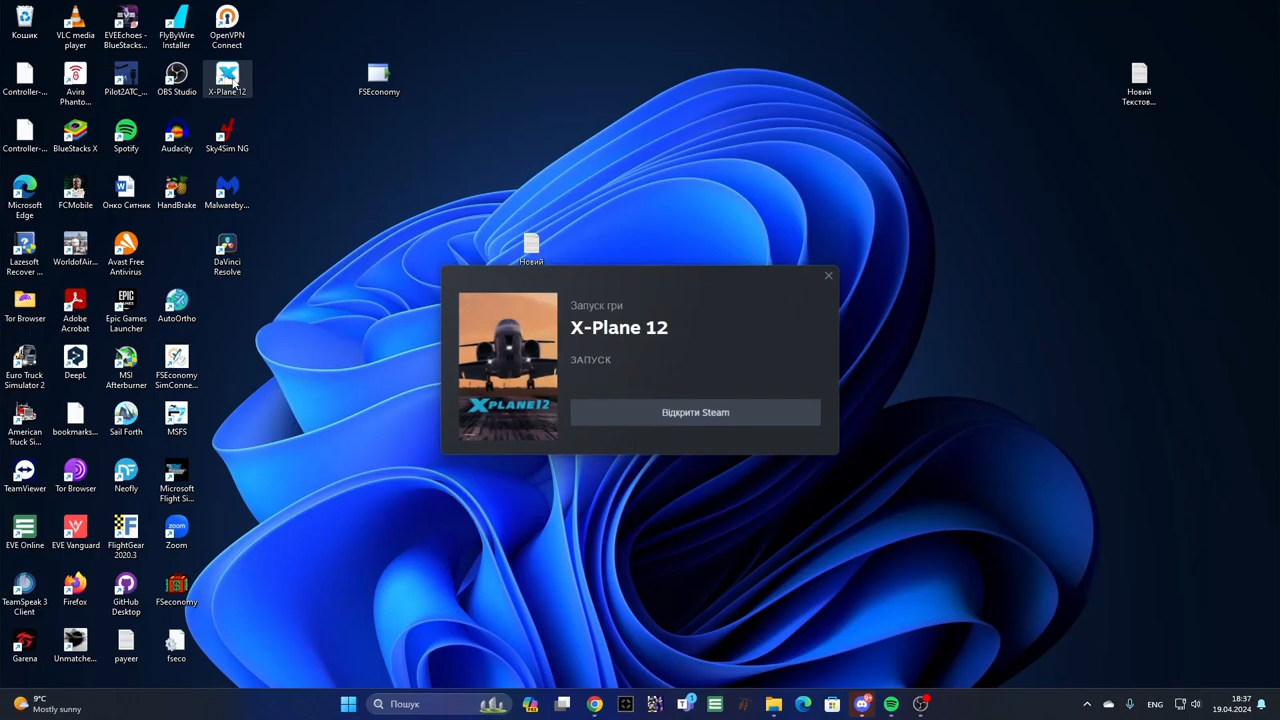 Кошик
VLC media
player
EVEEchoes -
BlueStacks...
FlyByWire
Installer
OpenVPN
Connect
Controller-...
Avira
Phanto...
Pilot2ATC_...
OBS Studio
X-Plane 12
FSEconomy
Новий
Текстов...
Controller-...
BlueStacks X
Spotify
Audacity
Sky4Sim NG
Microsoft
Edge
FCMobile
Онко Ситник
HandBrake
Malwareby...
Lazesoft
Recover ...
WorldofAir...
Avast Free
Antivirus
DaVinci
Resolve
Новий
Tor Browser
Adobe
Acrobat
Epic Games
Launcher
AutoOrtho
Запуск гри
X-Plane 12
ЗАПУСК
XPLANE12
Відкрити Steam
Euro Truck
Simulator 2
DeepL
MSI
Afterburner
FSEconomy
SimConne...
American
Truck Si...
bookmarks...
Sail Forth
MSFS
TeamViewer
Tor Browser
Neofly
Microsoft
Flight Si...
EVE Online
EVE Vanguard
FlightGear
2020.3
Zoom
TeamSpeak 3
Client
Firefox
GitHub
Desktop
FSeconomy
Garena
Unmatche...
payeer
fseco
9°C
Mostly sunny
Пошук
ENG
18:37
19.04.2024